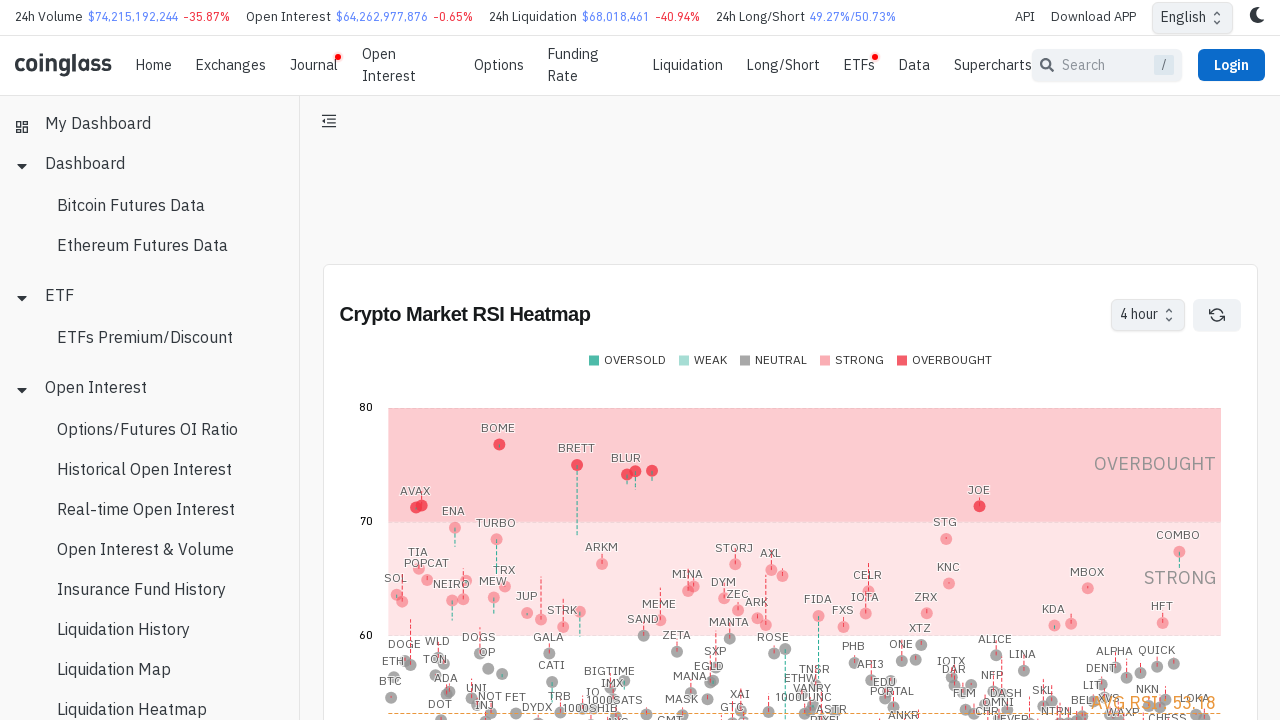 24h Volume $74,215,192,244 -35.87% Open Interest $64,262,977,876 -0.65% 24h Liquidation $68,018,461 -40.94% 24h Long/Short 49.27%/50.73% API Download APP English
coinglass Home Exchanges Journal Open Interest Options Funding Rate Liquidation Long/Short ETFs Data Supercharts Search / Login
My Dashboard
Dashboard
Bitcoin Futures Data
Ethereum Futures Data
ETF
ETFs Premium/Discount
Open Interest
Options/Futures OI Ratio
Historical Open Interest
Real-time Open Interest
Open Interest & Volume
Insurance Fund History
Liquidation History
Liquidation Map
Liquidation Heatmap
Crypto Market RSI Heatmap 4 hour
OVERSOLD WEAK NEUTRAL STRONG OVERBOUGHT
80
BOME
BRETT
BLUR
OVERBOUGHT
AVAX JOE
ENA
70 TURBO STG
COMBO
TIA ARKM STORJ AXL
POPCAT
SOL NEIRO MEW TRX MINA DYM CELR KNC MBOX STRONG
JUP STRK MEME ZEC ARK FIDA FXS IOTA ZRX KDA HFT
SAND MANTA XTZ
60
DOGE WLD DOGS GALA ZETA ROSE PHB ONE ALICE
ETH TON OP CATI SXP API3 IOTX LINA ALPHA QUICK
BTC ADA UNI BIGTIME EGLD TNSR DAR DENT
DOT NOT INJ FET TRB IO IMX MANA ETHW VANRY EDU NFP LIT NKN
DYDX 1000SHIB 1000SATS MASK XAI 1000LUNC PORTAL FLM DASH SKL BEL XVS
GTC ASTR ANKR CHR OMNI NTRN WAXP
GMT PIXEL CHESS
AVG RSI: 53.18